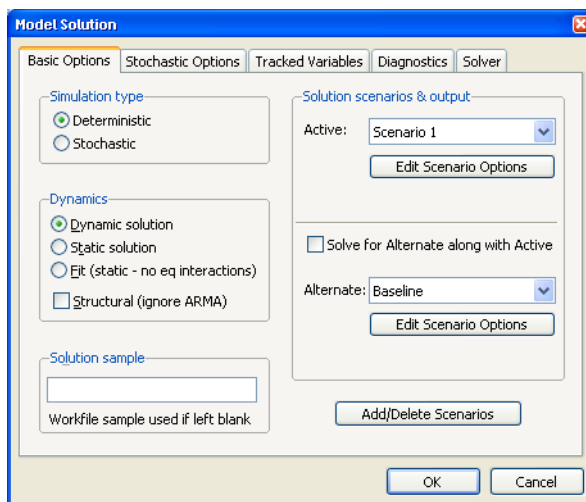 Model Solution
Basic Options
Stochastic Options
Tracked Variables
Diagnostics
Solver
Simulation type
Deterministic
Stochastic
Dynamics
Dynamic solution
Static solution
Fit (static - no eq interactions)
Structural (ignore ARMA)
Solution sample
Workfile sample used if left blank
Solution scenarios & output
Active: Scenario 1
Edit Scenario Options
Solve for Alternate along with Active
Alternate: Baseline
Edit Scenario Options
Add/Delete Scenarios
OK
Cancel